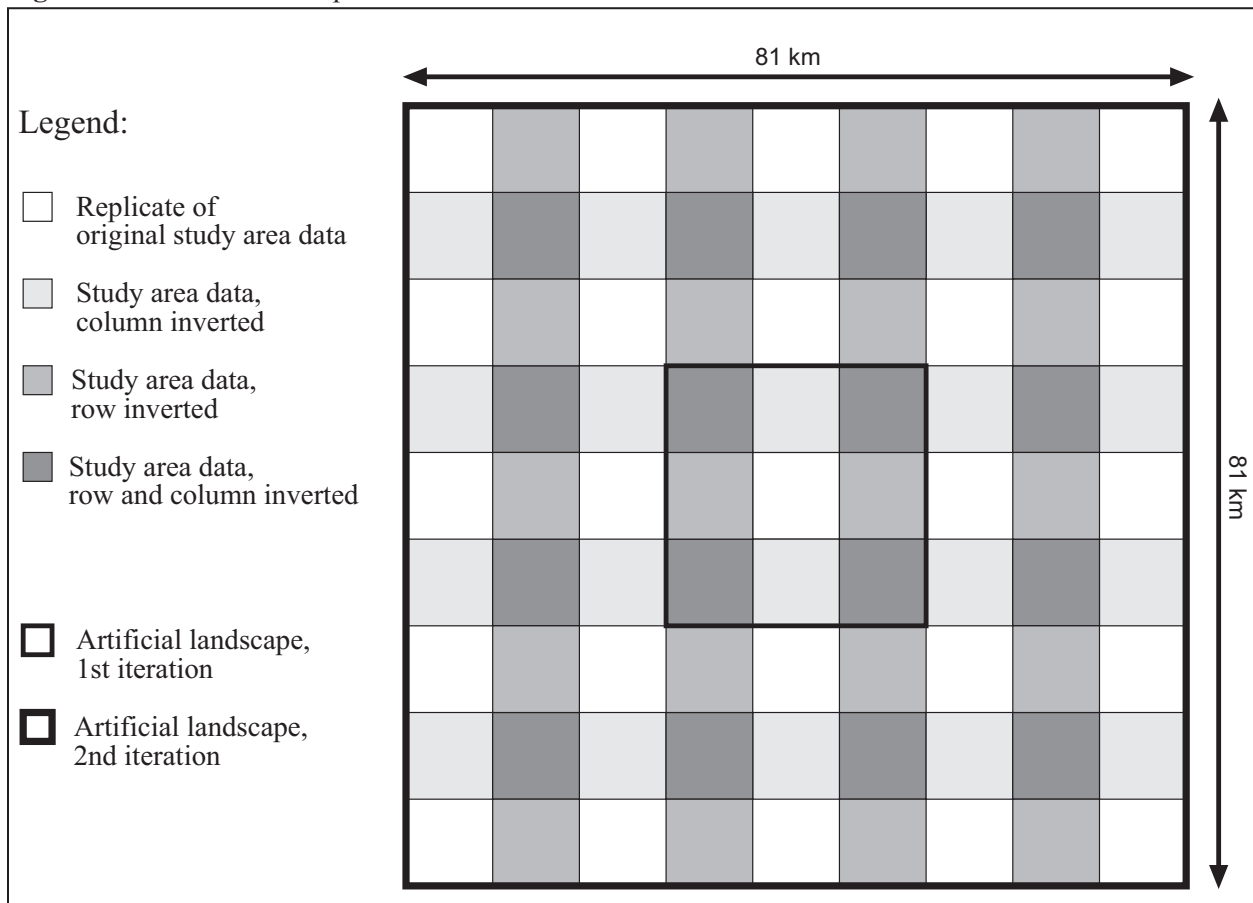 81 km
Legend:
Replicate of
original study area data
Study area data,
column inverted
Study area data,
row inverted
Study area data,
row and column inverted
81 km
Artificial landscape,
1st iteration
Artificial landscape,
2nd iteration